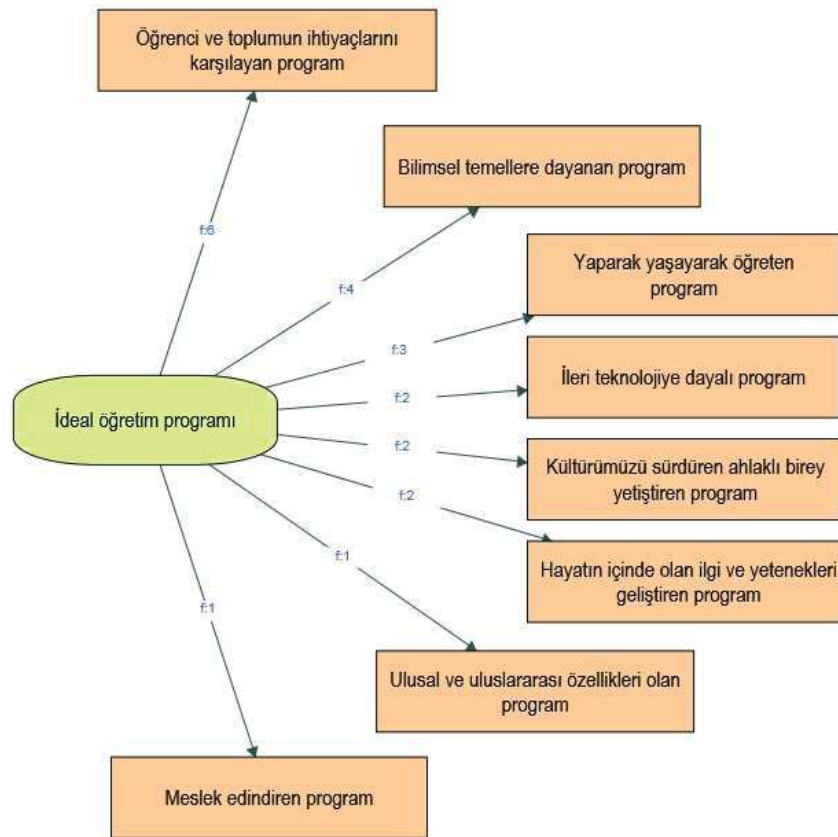 Öğrenci ve toplumun ihtiyaçlarını
karşılayan program
Bilimsel temellere dayanan program
f:6
f:4
Yaparak yaşayarak öğreten
program
f:3
İleri teknolojiye dayalı program
f:2
İdeal öğretim programı
f:2
Kültürümüzü sürdüren ahlaklı birey
yetiştiren program
f:2
Hayatın içinde olan ilgi ve yetenekleri
geliştiren program
f:1
f:1
Ulusal ve uluslararası özellikleri olan
program
Meslek edindiren program